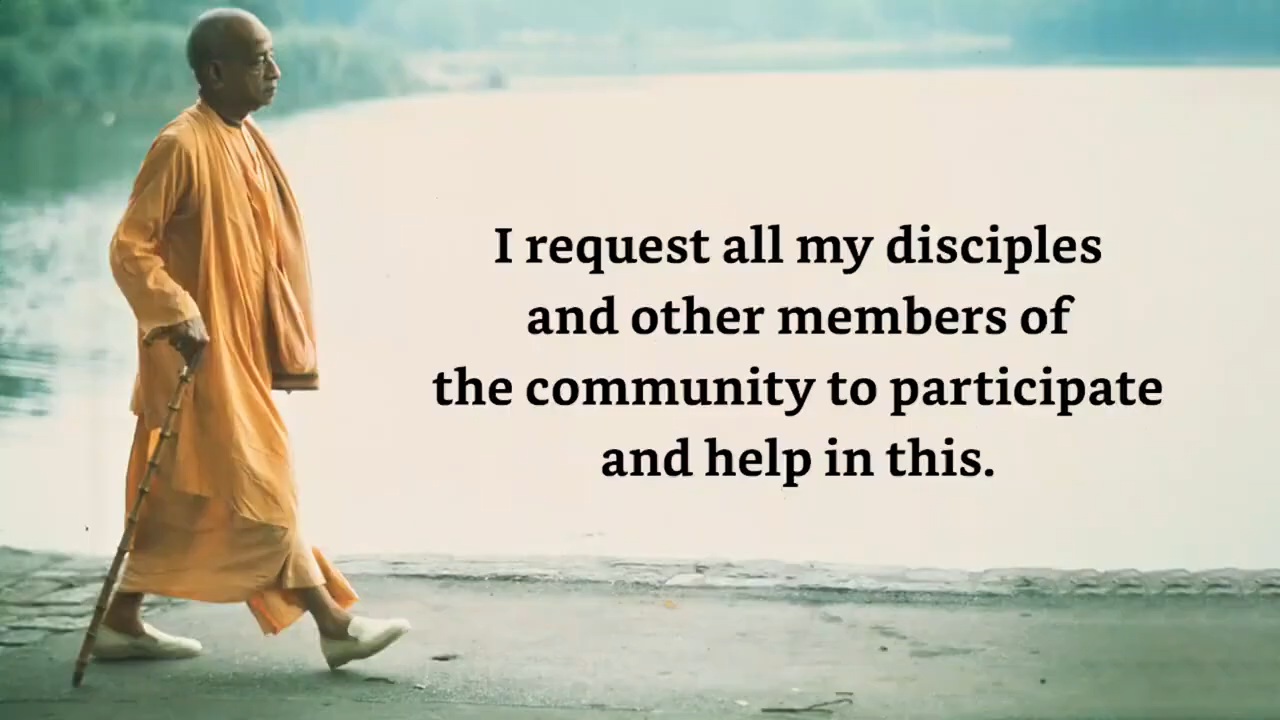 I request all my disciples
and other members of
the community to participate
and help in this.